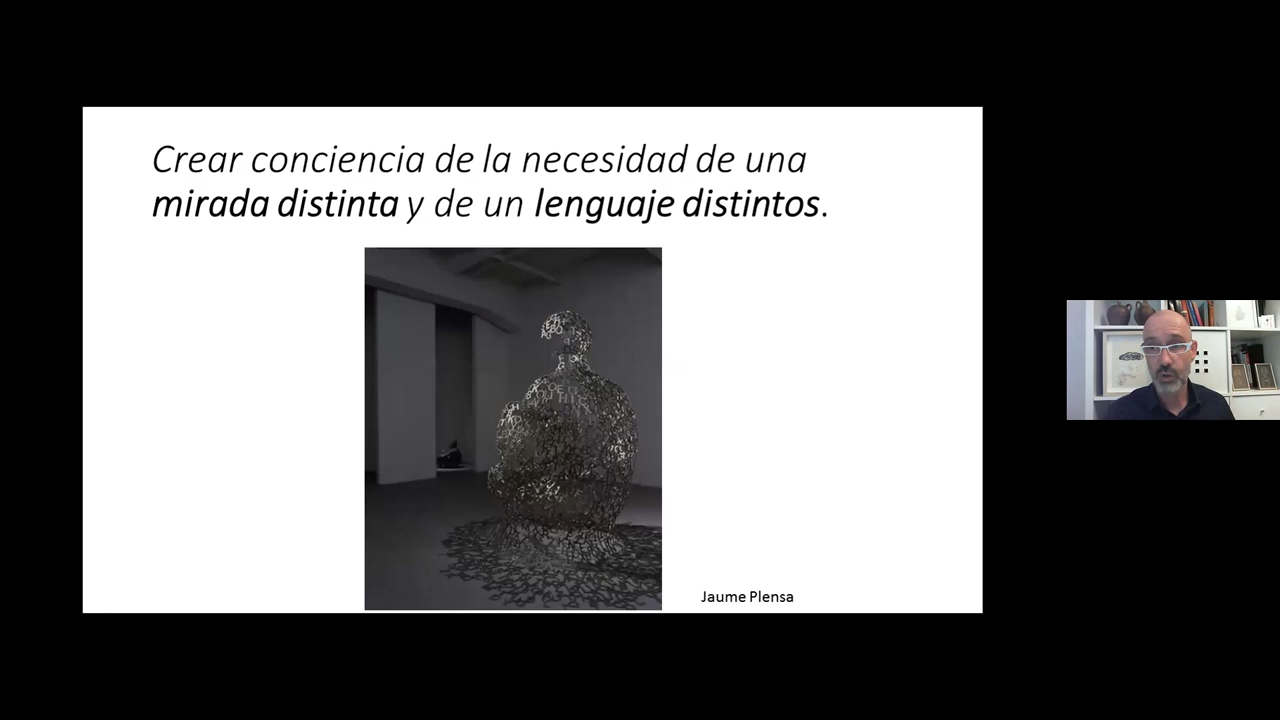 Crear conciencia de la necesidad de una
mirada distinta y de un lenguaje distintos.
Jaume Plensa